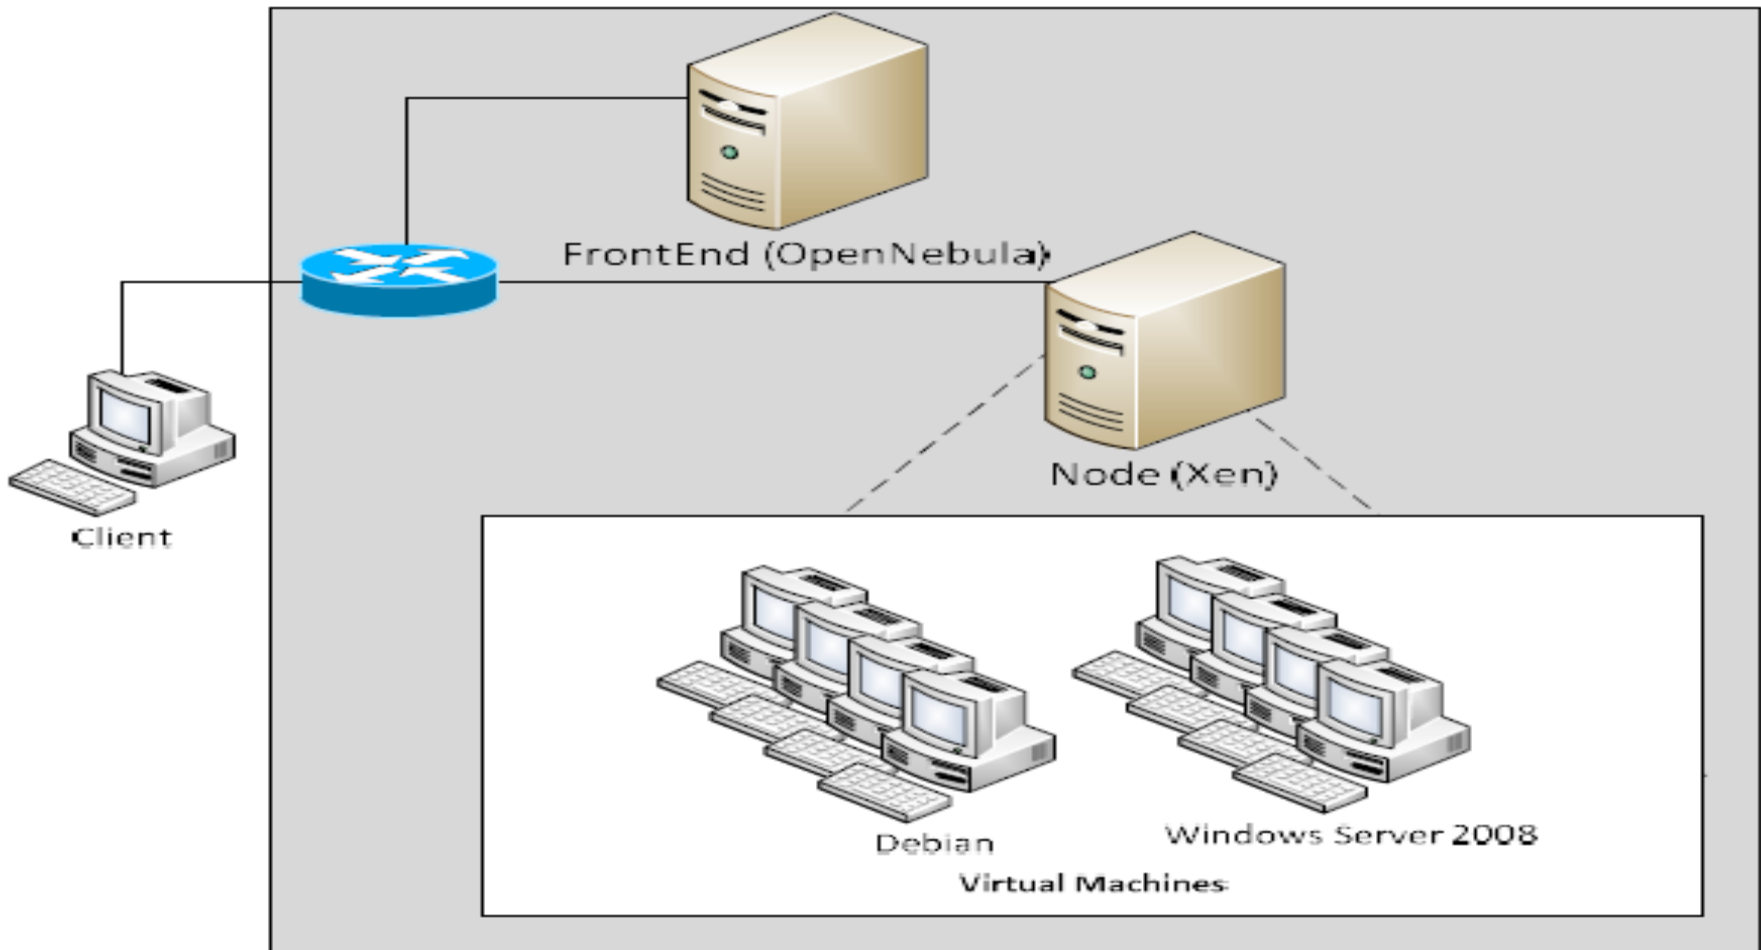 FrontEnd (OpenNebula)
Node (Xen)
Client
Debian
Windows Server 2008
Virtual Machines